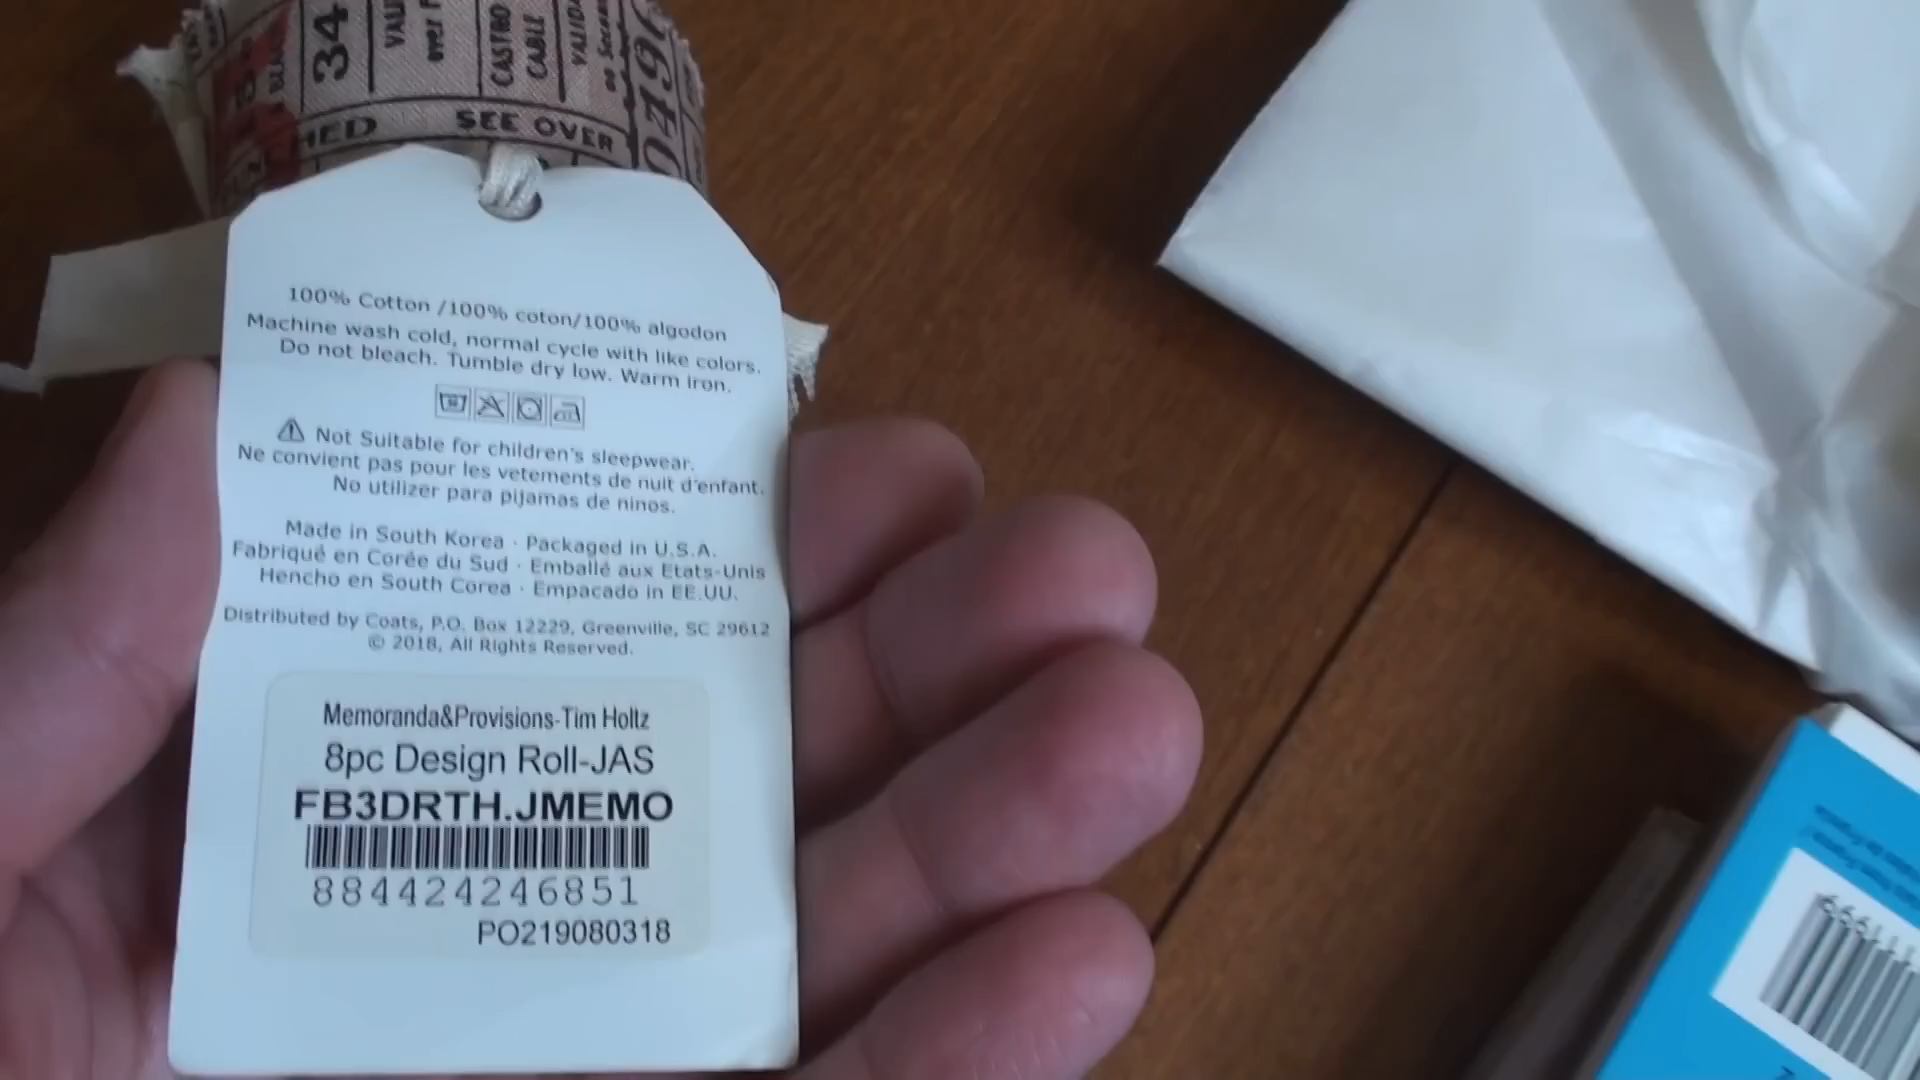 34
CASTRO
CABLE
SEE OVER
100% Cotton /100% coton/100% algodon
Machine wash cold, normal cycle with like colors.
Do not bleach. Tumble dry low. Warm iron.
Not Suitable for children's sleepwear.
Ne convient pas pour les vetements de nuit d'enfant.
No utilizer para pijamas de ninos.
Made in South Korea · Packaged in U.S.A.
Fabriqué en Corée du Sud · Emballé aux Etats-Unis
Hencho en South Corea · Empacado in EE.UU.
Distributed by Coats, P.O. Box 12229, Greenville, SC 29612
© 2018, All Rights Reserved.
Memoranda&Provisions-Tim Holtz
8pc Design Roll-JAS
FB3DRTH.JMEMO
884424246851
PO219080318